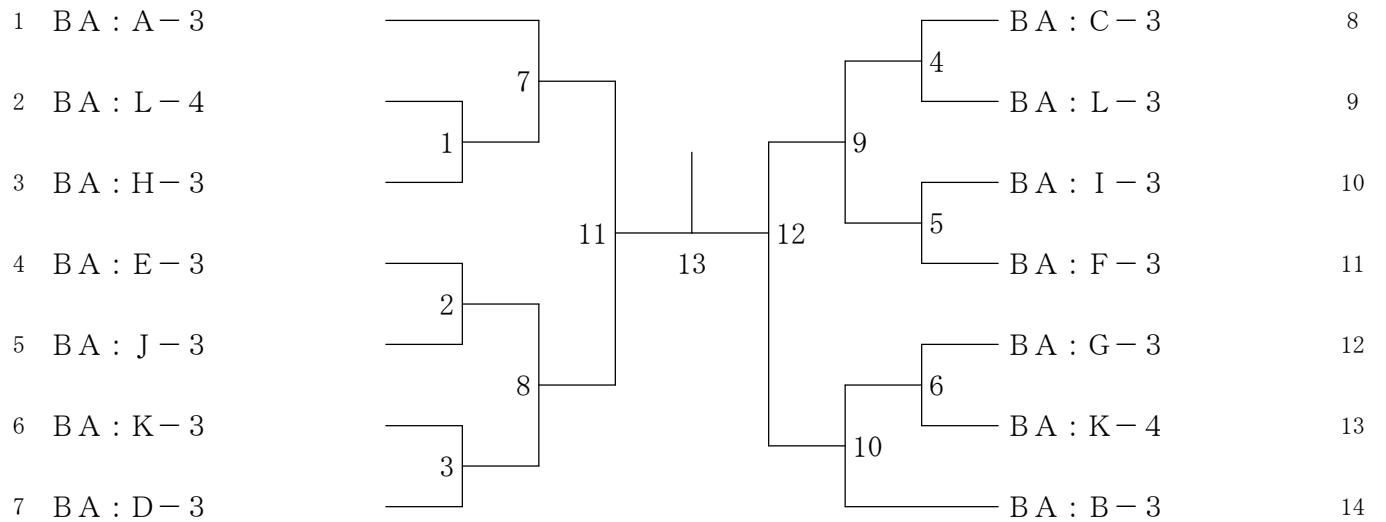 1 BA:A-3
2 BA:L-4
3 BA:H-3
4 BA:E-3
5 BA:J-3
6 BA:K-3
7 BA:D-3
7
1
2
8
3
11
13
12
4
9
5
6
10
BA:C-3 8
BA:L-3 9
BA:I-3 10
BA:F-3 11
BA:G-3 12
BA:K-4 13
BA:B-3 14